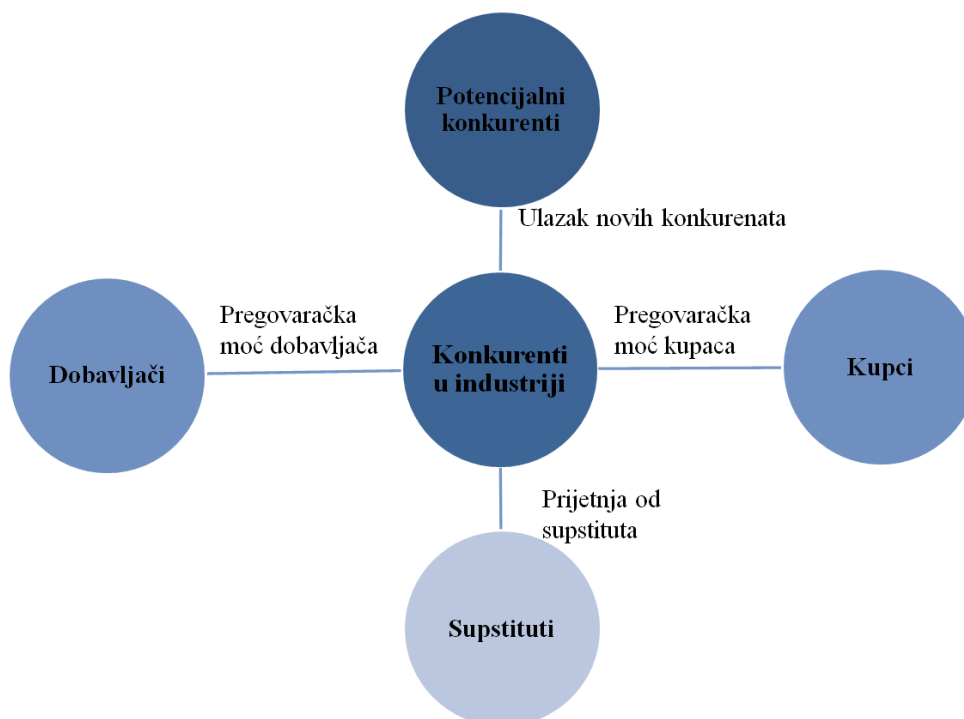 Potencijalni
konkurenti
Ulazak novih konkurenata
Pregovaračka
moć dobavljača
Pregovaračka
moć kupaca
Dobavljači
Konkurenti
u industriji
Kupci
Prijetnja od
supstituta
Supstituti